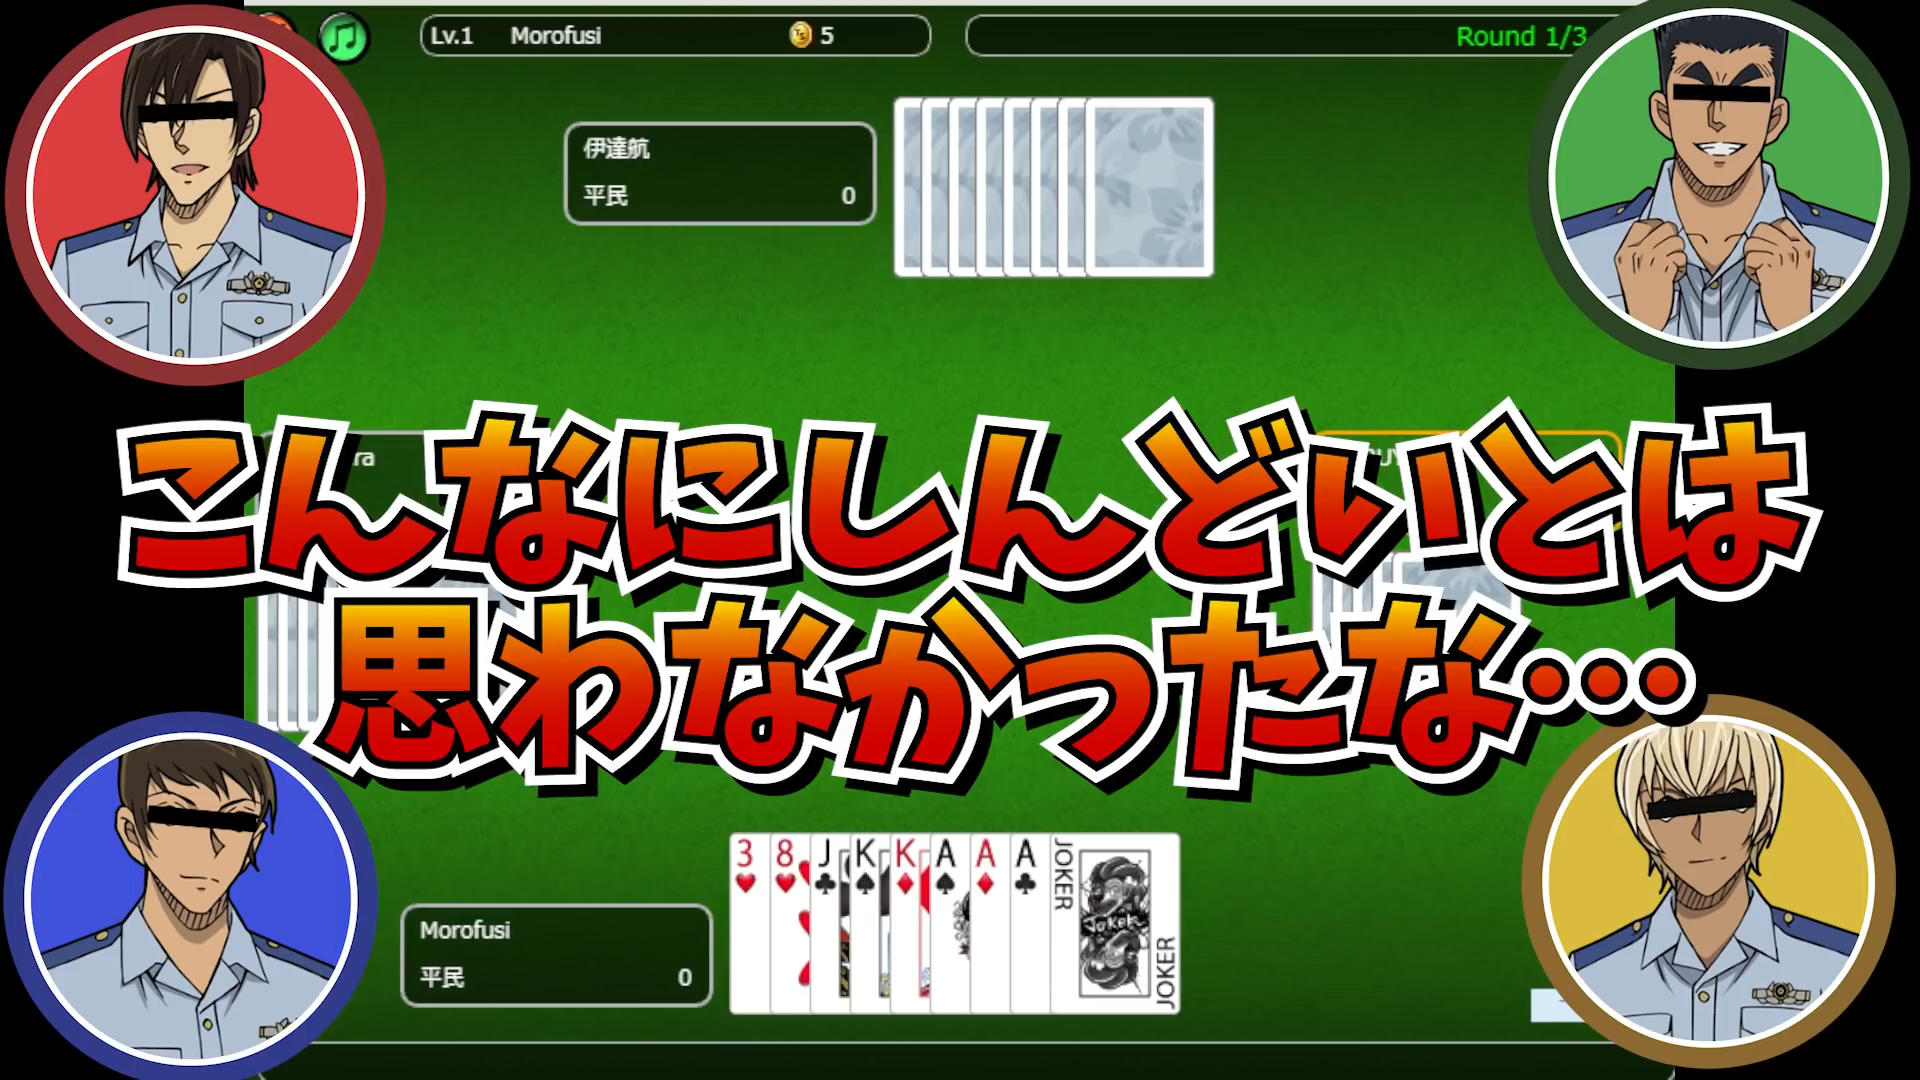 Lv.1 Morofusi 5
Round 1/3
伊達航
平民 0
こんなにしんどいとは
思わなかったな…
3 8 J K K A A A JOKER
JOKER
JOKER
Morofusi
平民 0